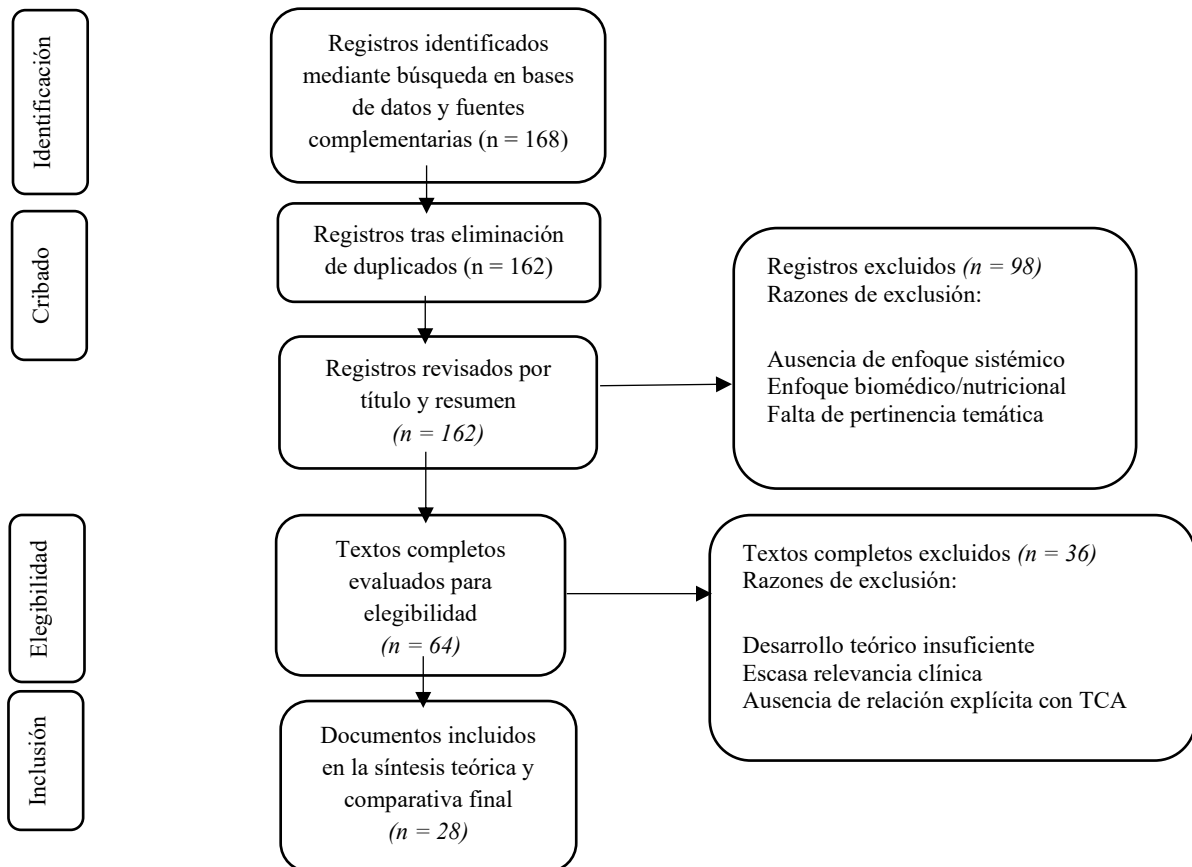 Identificación
Registros identificados
mediante búsqueda en bases
de datos y fuentes
complementarias (n = 168)
Cribado
Registros tras eliminación
de duplicados (n = 162)
Registros revisados por
título y resumen
(n = 162)
Registros excluidos (n = 98)
Razones de exclusión:
Ausencia de enfoque sistémico
Enfoque biomédico/nutricional
Falta de pertinencia temática
Elegibilidad
Textos completos
evaluados para
elegibilidad
(n = 64)
Textos completos excluidos (n = 36)
Razones de exclusión:
Desarrollo teórico insuficiente
Escasa relevancia clínica
Ausencia de relación explícita con TCA
Inclusión
Documentos incluidos
en la síntesis teórica y
comparativa final
(n = 28)